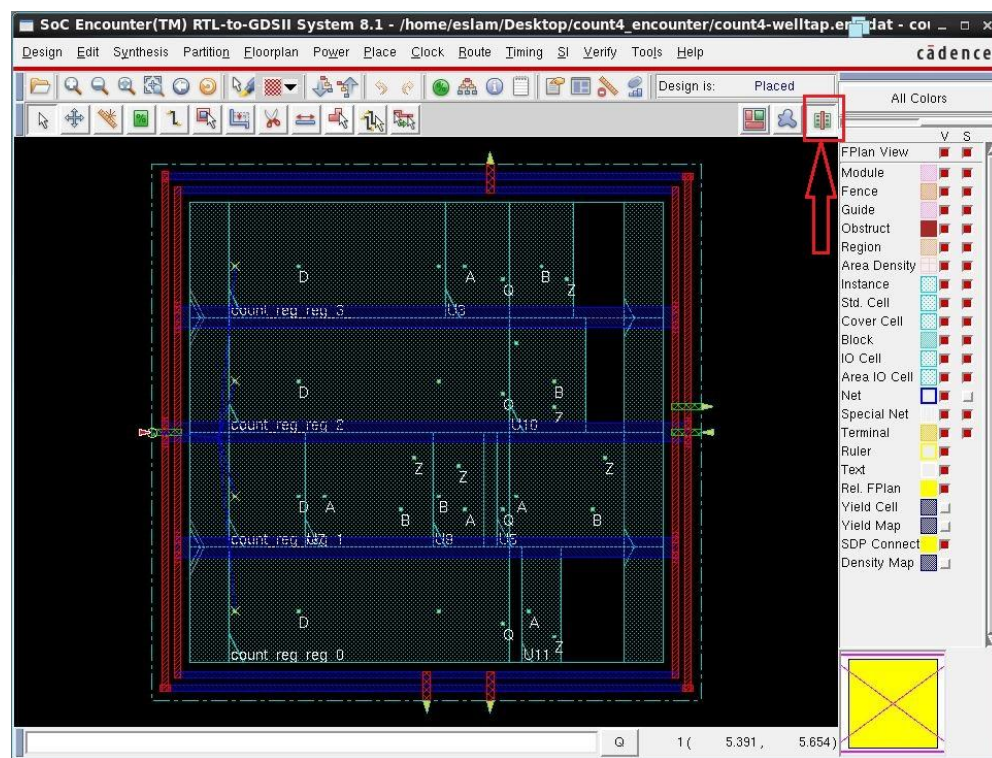 SoC Encounter(TM) RTL-to-GDSII System 8.1 - /home/eslam/Desktop/count4_encounter/count4-welltap.en dat - cou
Design Edit Synthesis Partition Floorplan Power Place Clock Route Timing SI Verify Tools Help
cādence
Design is: Placed
All Colors
V S
FPlan View
Module
Fence
Guide
Obstruct
Region
Area Density
Instance
Std. Cell
Cover Cell
Block
IO Cell
Area IO Cell
Net
Special Net
Terminal
Ruler
Text
Rel. FPlan
Yield Cell
Yield Map
SDP Connect
Density Map
D A Q B Z
count_reg_reg_3 U3
D Q B Z
count_reg_reg_2 U10
Z Z Z
D A B B A Q A B
count_reg_reg_1 U9
D Q A Z
count_reg_reg_0 U11
Q 1( 5.391, 5.654)